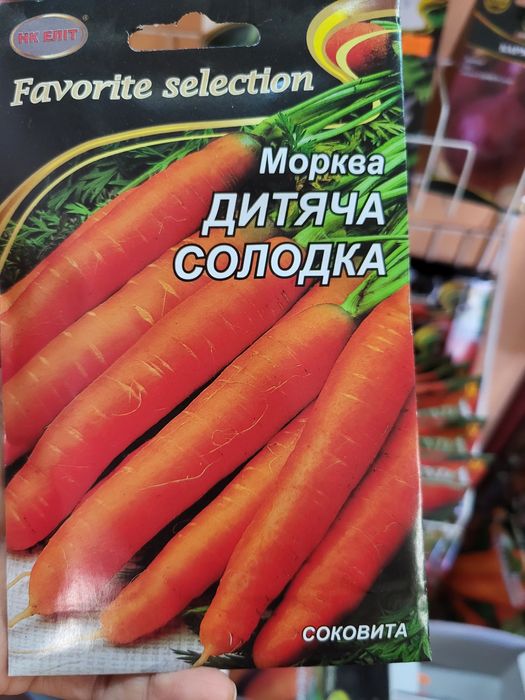 НК ЕЛІТ
Favorite selection
Морква
ДИТЯЧА
СОЛОДКА
СОКОВИТА